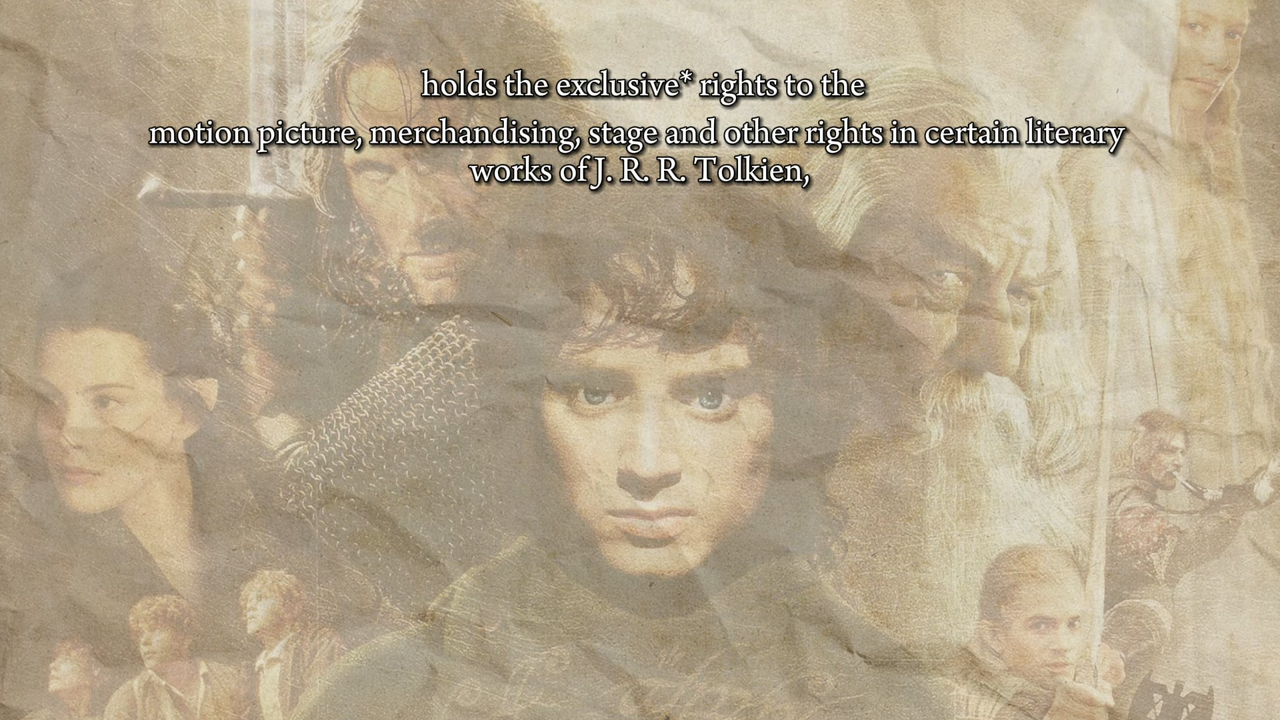 holds the exclusive* rights to the
motion picture, merchandising, stage and other rights in certain literary
works of J. R. R. Tolkien,